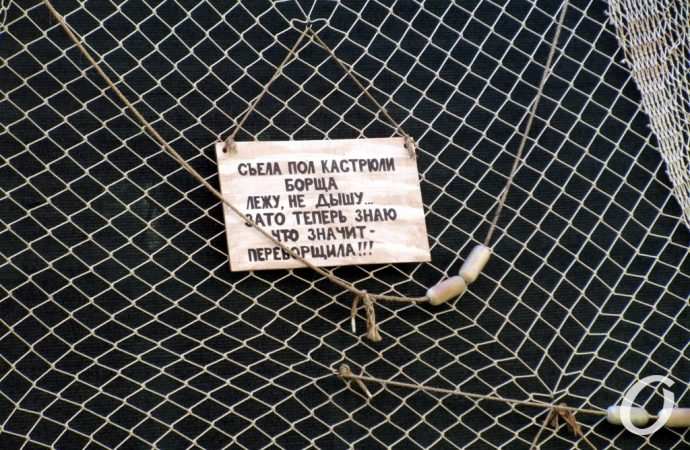 СЪЕЛА ПОЛ КАСТРЮЛИ
БОРЩА
ЛЕЖУ, НЕ ДЫШУ...
ЗАТО ТЕПЕРЬ ЗНАЮ
ЧТО ЗНАЧИТ-
ПЕРЕБОРЩИЛА!!!